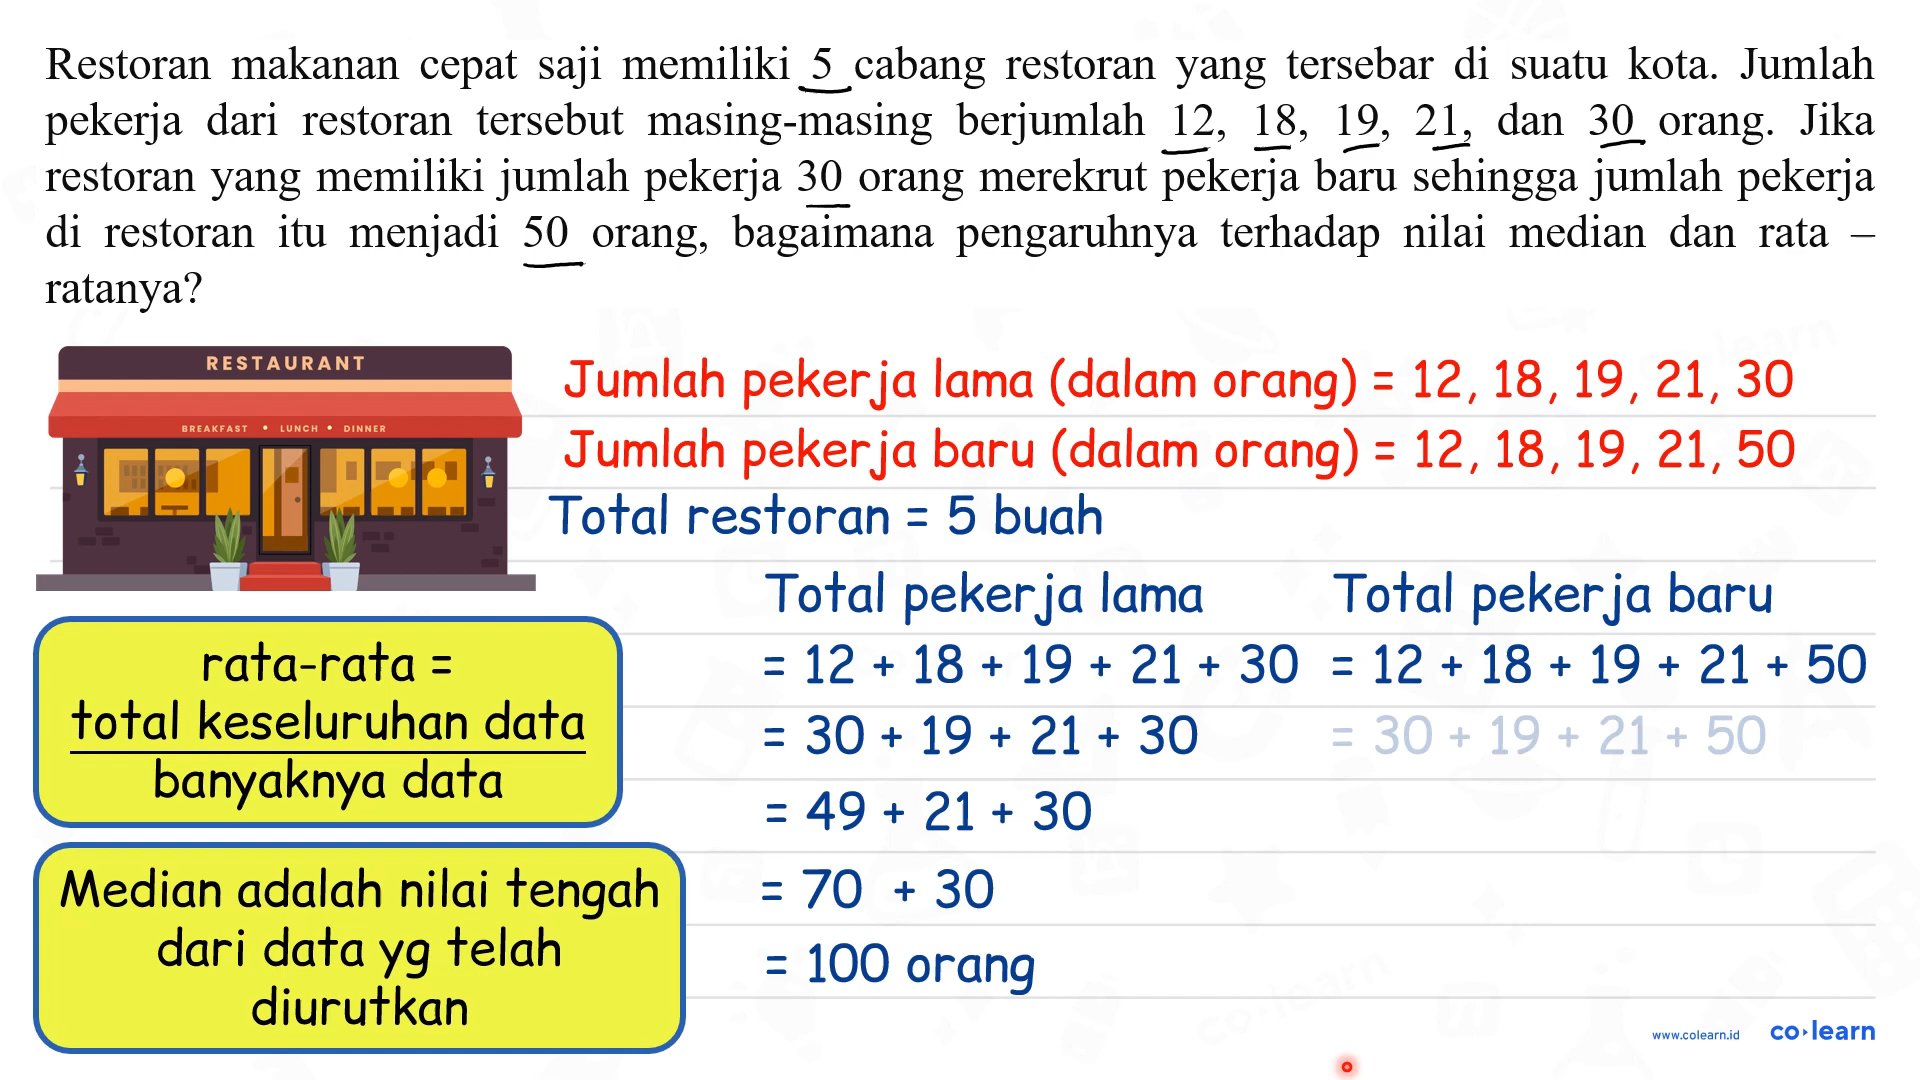 Restoran makanan cepat saji memiliki 5 cabang restoran yang tersebar di suatu kota. Jumlah
pekerja dari restoran tersebut masing-masing berjumlah 12, 18, 19, 21, dan 30 orang. Jika
restoran yang memiliki jumlah pekerja 30 orang merekrut pekerja baru sehingga jumlah pekerja
di restoran itu menjadi 50 orang, bagaimana pengaruhnya terhadap nilai median dan rata –
ratanya?
RESTAURANT
BREAKFAST • LUNCH • DINNER
Jumlah pekerja lama (dalam orang) = 12, 18, 19, 21, 30
Jumlah pekerja baru (dalam orang) = 12, 18, 19, 21, 50
Total restoran = 5 buah
rata-rata =
total keseluruhan data
banyaknya data
Median adalah nilai tengah
dari data yg telah
diurutkan
Total pekerja lama
= 12 + 18 + 19 + 21 + 30
= 30 + 19 + 21 + 30
= 49 + 21 + 30
= 70 + 30
= 100 orang
Total pekerja baru
= 12 + 18 + 19 + 21 + 50
= 30 + 19 + 21 + 50
www.colearn.id
co learn